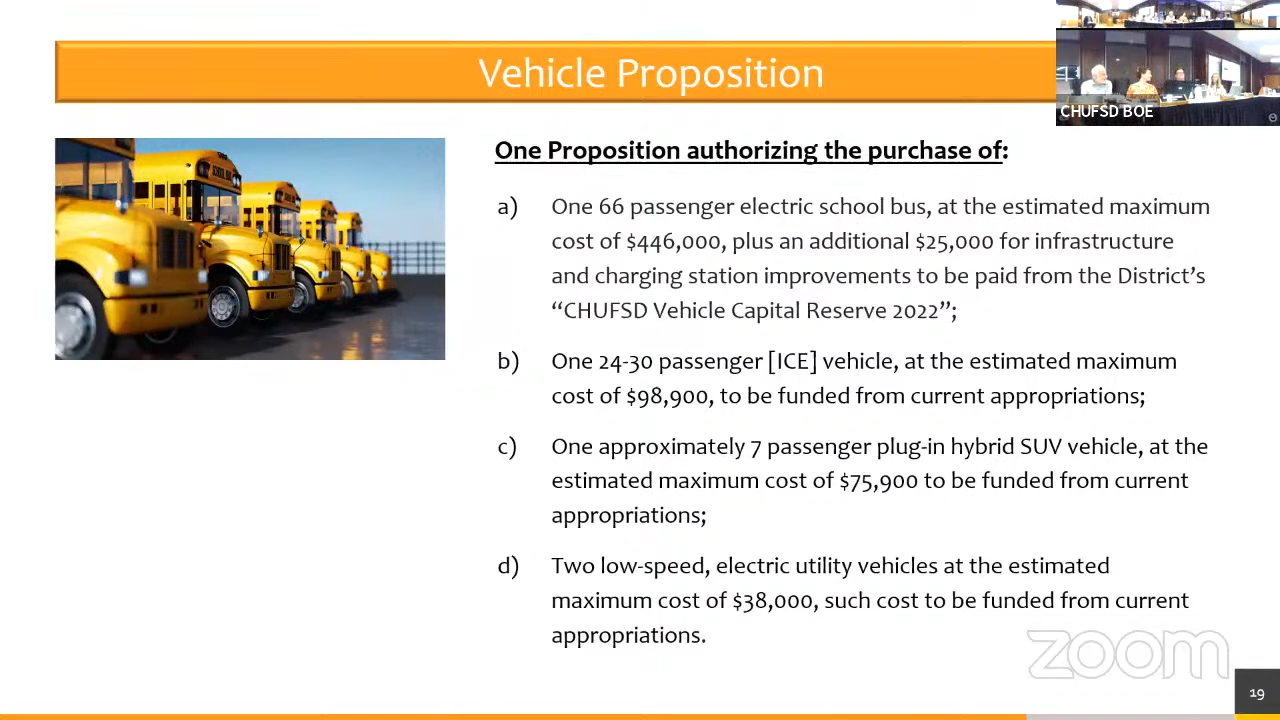 Vehicle Proposition
CHUFSD BOE
SCHOOL BUS
One Proposition authorizing the purchase of:
a) One 66 passenger electric school bus, at the estimated maximum
cost of $446,000, plus an additional $25,000 for infrastructure
and charging station improvements to be paid from the District’s
“CHUFSD Vehicle Capital Reserve 2022”;
b) One 24-30 passenger [ICE] vehicle, at the estimated maximum
cost of $98,900, to be funded from current appropriations;
c) One approximately 7 passenger plug-in hybrid SUV vehicle, at the
estimated maximum cost of $75,900 to be funded from current
appropriations;
d) Two low-speed, electric utility vehicles at the estimated
maximum cost of $38,000, such cost to be funded from current
appropriations.
zoom
19